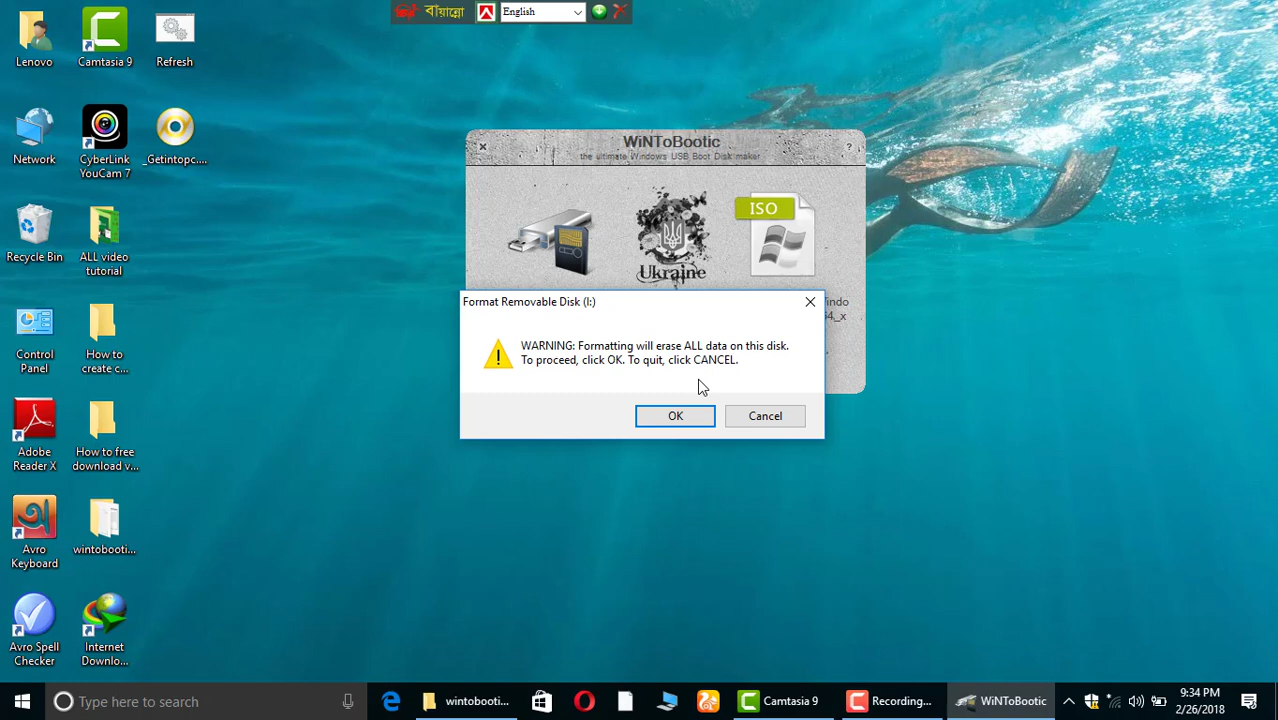 বাঁয়ান্নো
English
Lenovo
Camtasia 9
Refresh
Network
CyberLink
YouCam 7
_Getintopc....
Recycle Bin
ALL video
tutorial
Control
Panel
How to
create c...
Adobe
Reader X
How to free
download v...
Avro
Keyboard
wintobooti...
Avro Spell
Checker
Internet
Downlo...
WiNToBootic
the ultimate Windows USB Boot Disk maker
?
ISO
Ukraine
Format Removable Disk (I:)
WARNING: Formatting will erase ALL data on this disk.
To proceed, click OK. To quit, click CANCEL.
OK
Cancel
Type here to search
wintobooti...
Camtasia 9
Recording...
WiNToBootic
9:34 PM
2/26/2018